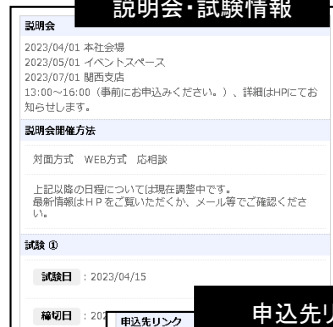 説明会・試験情報
説明会
2023/04/01 本社会場
2023/05/01 イベントスペース
2023/07/01 関西支店
13:00～16:00（事前にお申込みください。）、詳細はHPにてお
知らせします。
説明会開催方法
対面方式　WEB方式　応相談
上記以降の日程については現在調整中です。
最新情報はＨＰをご覧いただくか、メール等でご確認くださ
い。
試験 ①
試験日：2023/04/15
締切日：202
申込先リンク
申込先リ